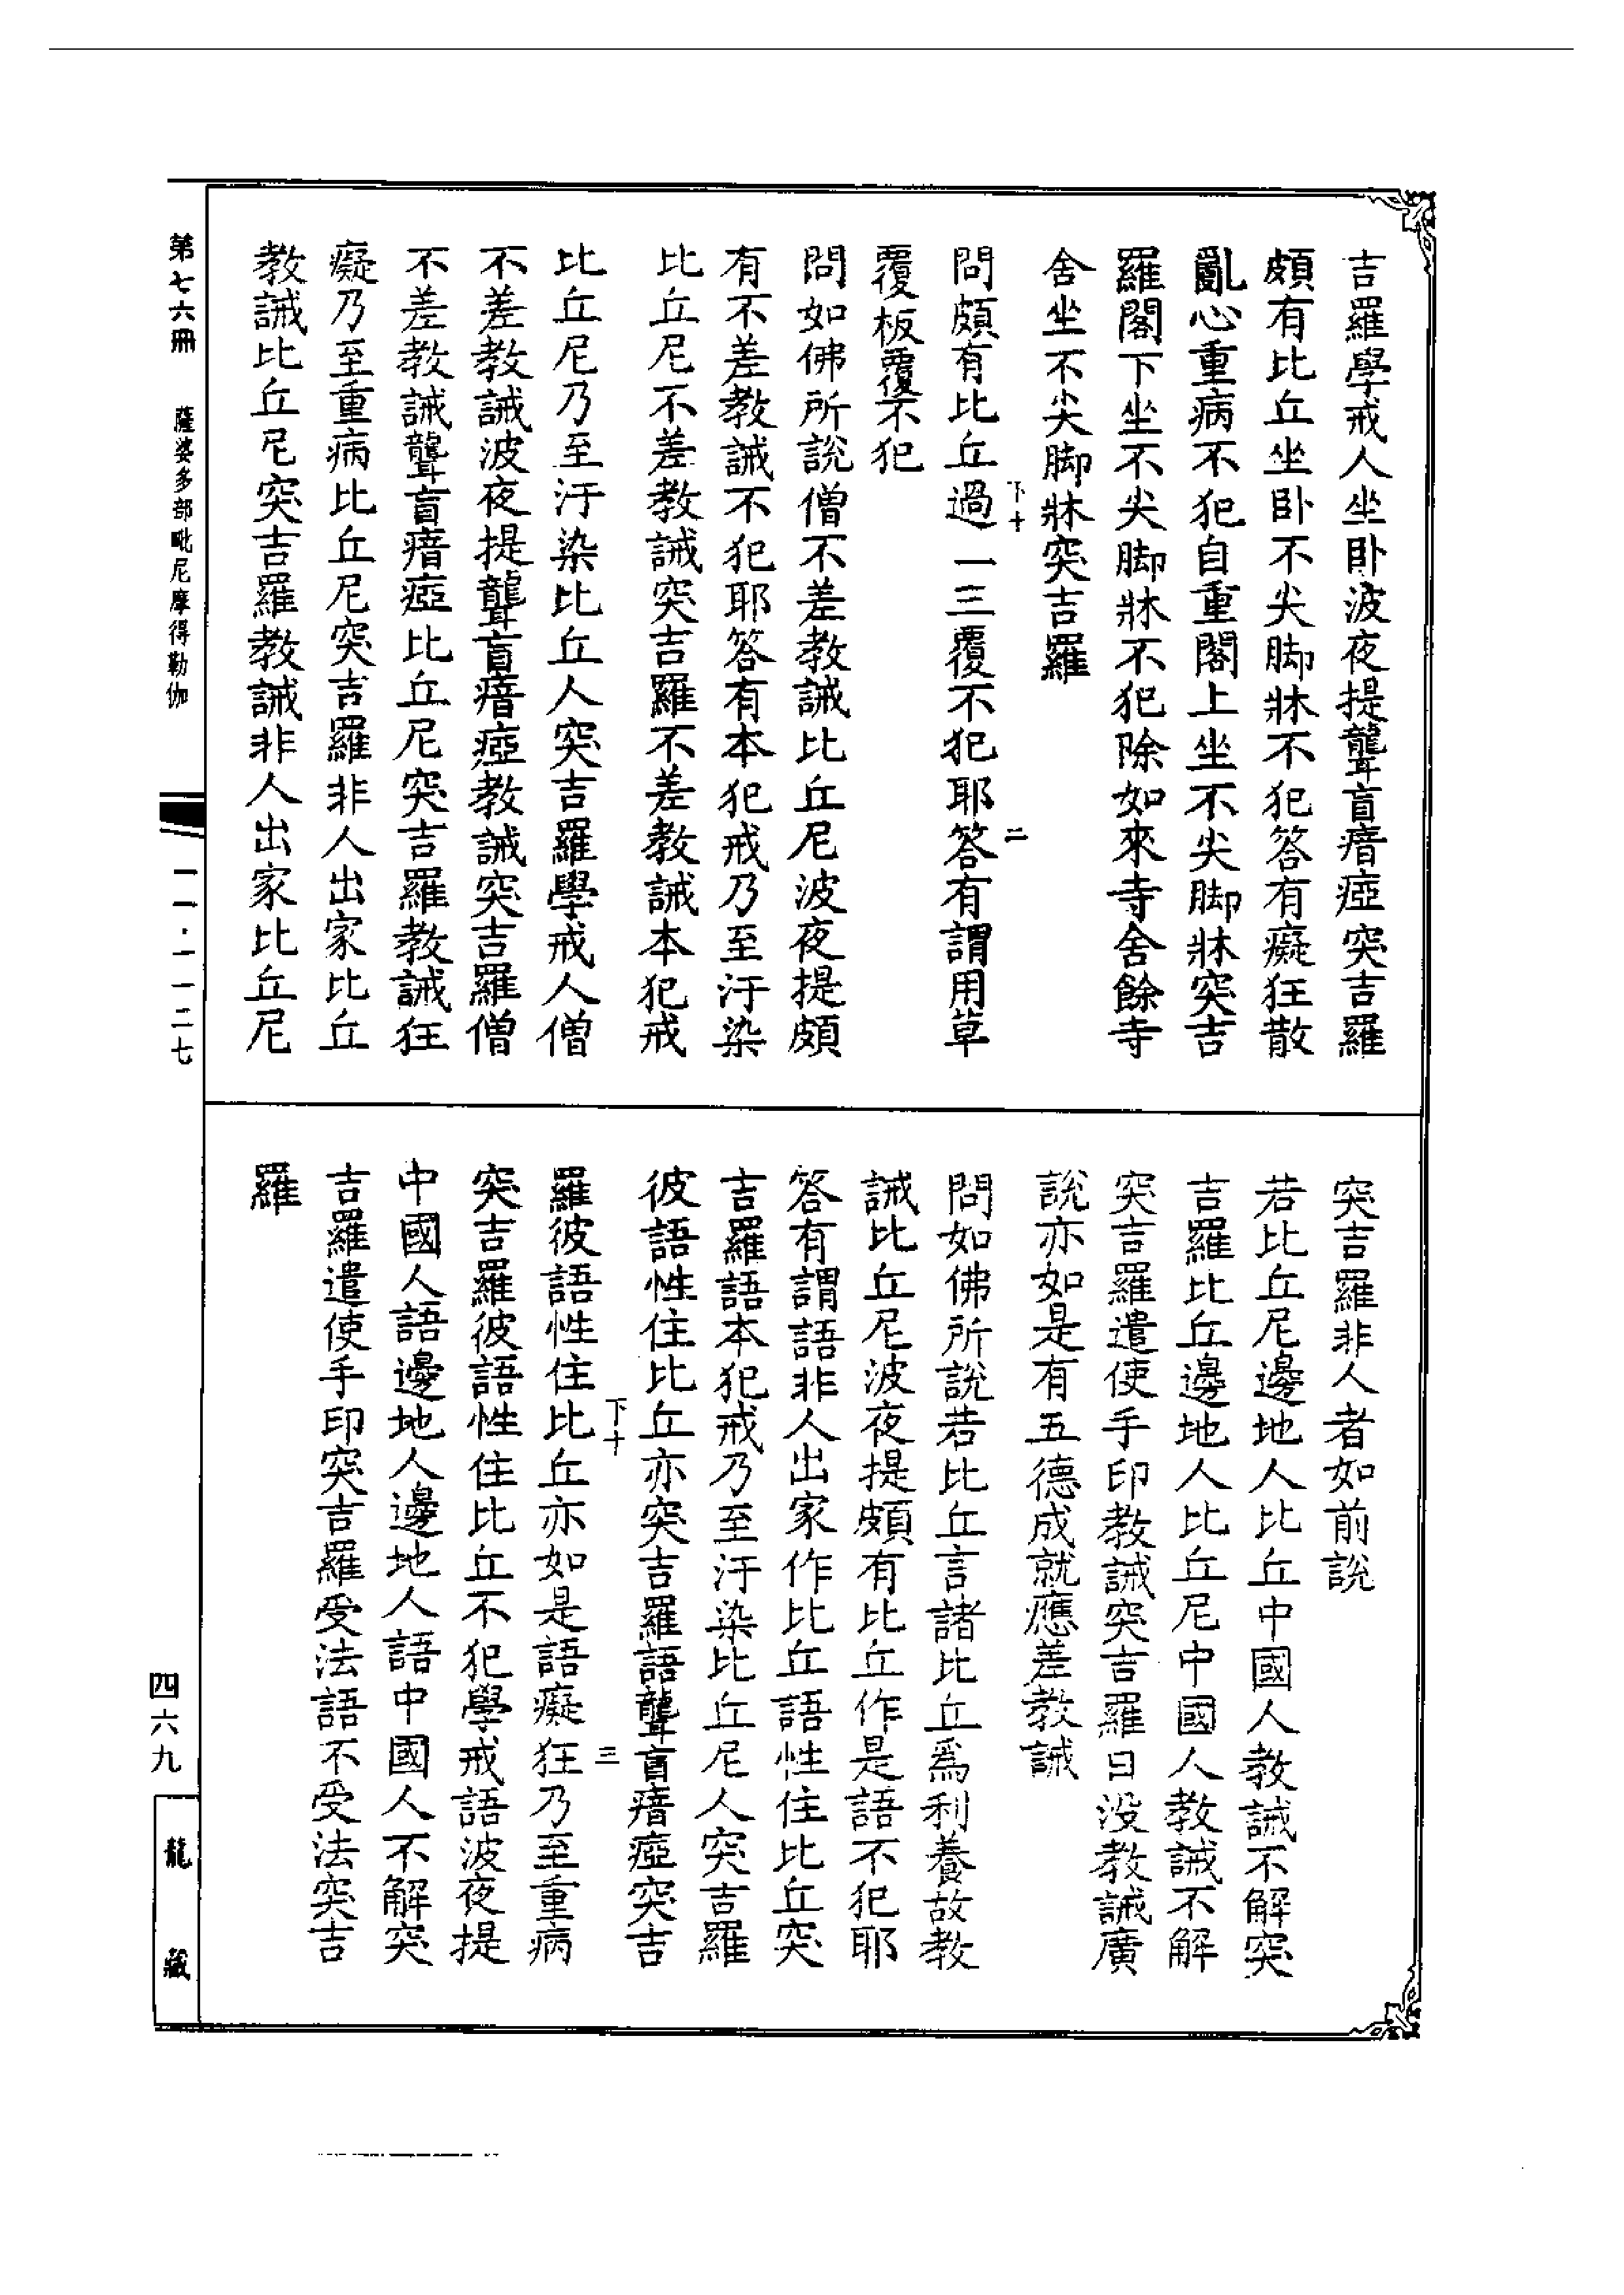 吉羅學戒人坐卧波夜提聾盲瘖瘂突吉羅
頗有比丘坐卧不尖脚牀不犯答有癡狂散
亂心重病不犯自重閣上坐不尖脚牀突吉
羅閣下坐不尖脚牀不犯除如來寺舍餘寺
舍坐不尖脚牀突吉羅
下十 二
問頗有比丘過一三覆不犯耶答有謂用草
覆板覆不犯
問如佛所說僧不差教誡比丘尼波夜提頗
有不差教誡不犯耶答有本犯戒乃至汙染
比丘尼不差教誡突吉羅不差教誡本犯戒
比丘尼乃至汙染比丘人突吉羅學戒人僧
不差教誡波夜提聾盲瘖瘂教誡突吉羅僧
不差教誡聾盲瘖瘂比丘尼突吉羅教誡狂
癡乃至重病比丘尼突吉羅非人出家比丘
教誡比丘尼突吉羅教誡非人出家比丘尼
突吉羅非人者如前說
若比丘尼邊地人比丘中國人教誡不解突
吉羅比丘邊地人比丘尼中國人教誡不解
突吉羅遣使手印教誡突吉羅日没教誡廣
說亦如是有五德成就應差教誡
問如佛所說若比丘言諸比丘爲利養故教
誡比丘尼波夜提頗有比丘作是語不犯耶
答有謂語非人出家作比丘語性住比丘突
吉羅語本犯戒乃至汙染比丘尼人突吉羅
彼語性住比丘亦突吉羅語聾盲瘖瘂突吉
下十 三
羅彼語性住比丘亦如是語癡狂乃至重病
突吉羅彼語性住比丘不犯學戒語波夜提
中國人語邊地人邊地人語中國人不解突
吉羅遣使手印突吉羅受法語不受法突吉
羅
第七六冊 薩婆多部毗尼摩得勒伽 一一·一一二七
四六九
龍藏